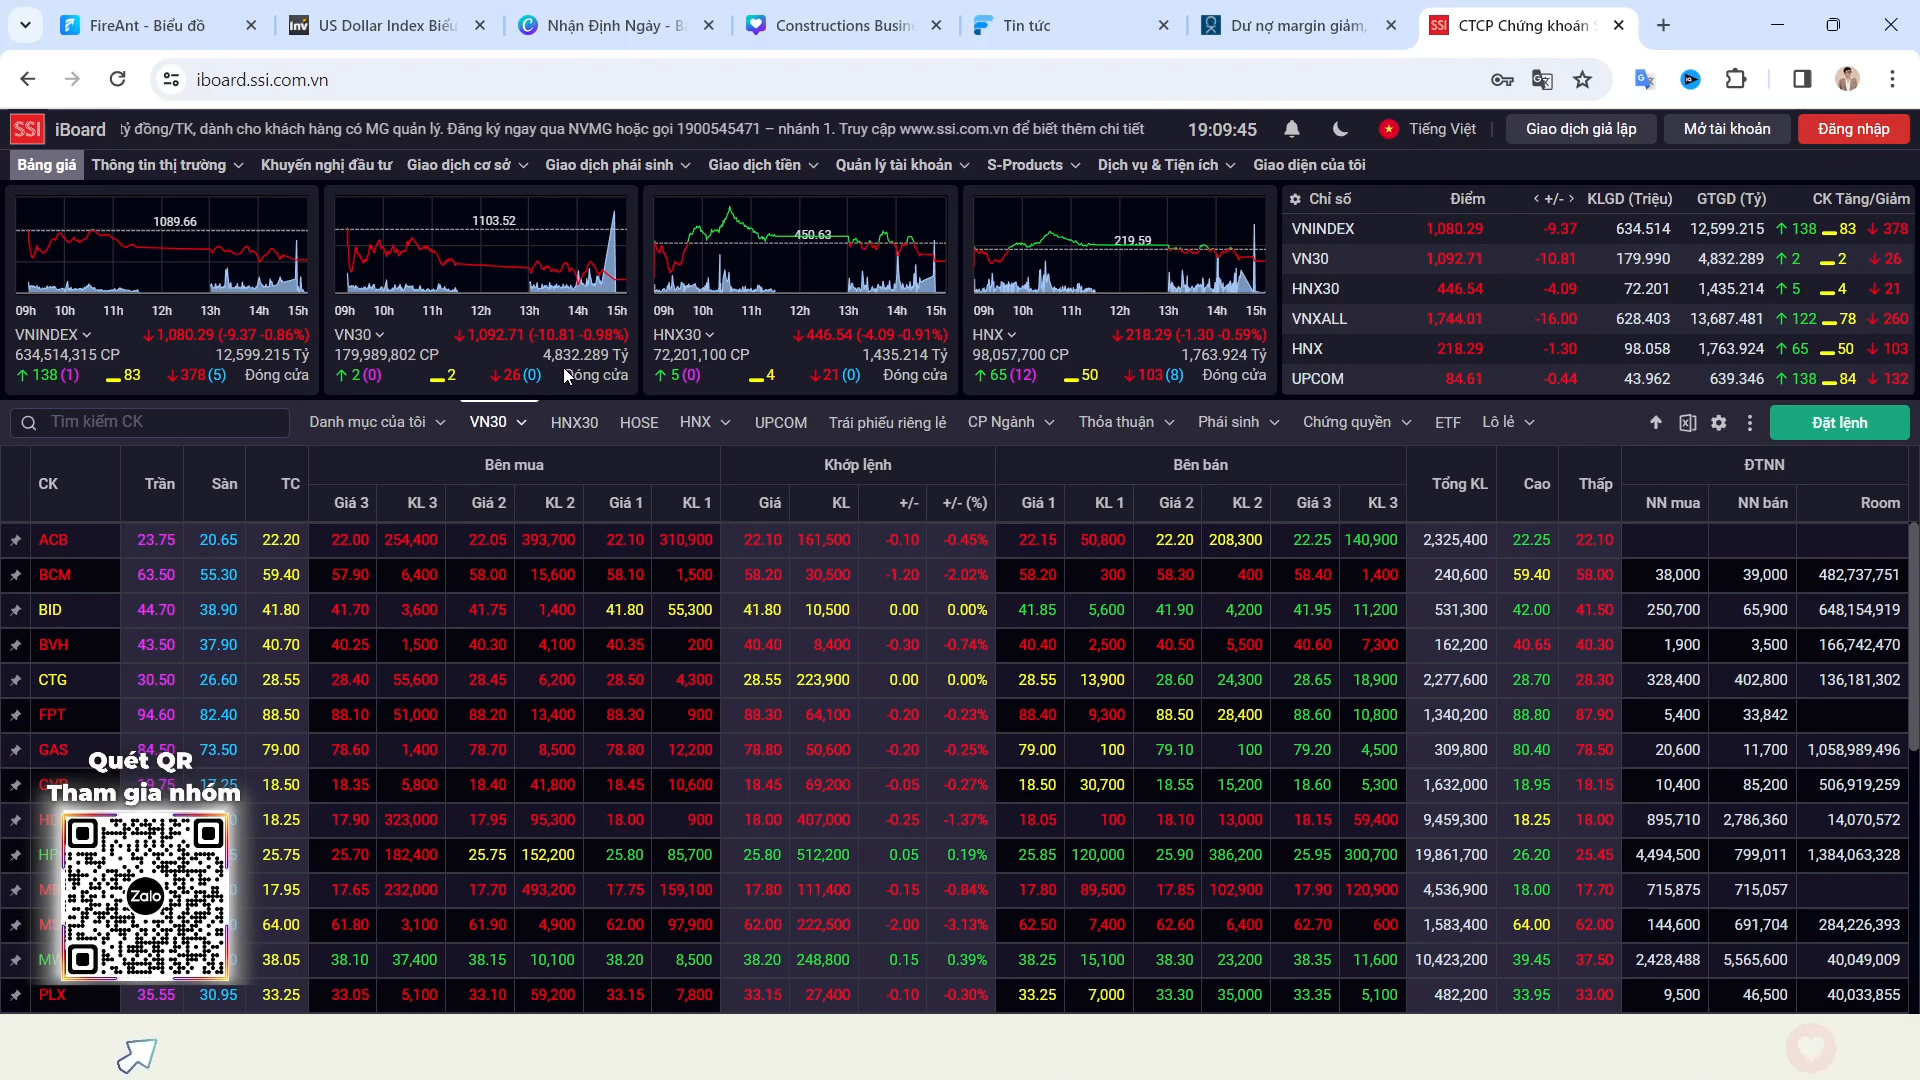 FireAnt - Biểu đồ
US Dollar Index Biểu
Nhận Định Ngày - B
Constructions Busin
Tin tức
Dư nợ margin giảm,
CTCP Chứng khoán S
iboard.ssi.com.vn
SSI iBoard tỷ đồng/TK, dành cho khách hàng có MG quản lý. Đăng ký ngay qua NVMG hoặc gọi 1900545471 – nhánh 1. Truy cập www.ssi.com.vn để biết thêm chi tiết 19:09:45 Tiếng Việt Giao dịch giả lập Mở tài khoản Đăng nhập
Bảng giá Thông tin thị trường Khuyến nghị đầu tư Giao dịch cơ sở Giao dịch phái sinh Giao dịch tiền Quản lý tài khoản S-Products Dịch vụ & Tiện ích Giao diện của tôi
1089.66
09h 10h 11h 12h 13h 14h 15h
VNINDEX ↓1,080.29 (-9.37 -0.86%)
634,514,315 CP 12,599.215 Tỷ
↑138(1) 83 ↓378(5) Đóng cửa
1103.52
09h 10h 11h 12h 13h 14h 15h
VN30 ↓1,092.71 (-10.81 -0.98%)
179,989,802 CP 4,832.289 Tỷ
↑2(0) 2 ↓26(0) óng cửa
450.63
09h 10h 11h 12h 13h 14h 15h
HNX30 ↓446.54 (-4.09 -0.91%)
72,201,100 CP 1,435.214 Tỷ
↑5(0) 4 ↓21(0) Đóng cửa
219.59
09h 10h 11h 12h 13h 14h 15h
HNX ↓218.29 (-1.30 -0.59%)
98,057,700 CP 1,763.924 Tỷ
↑65(12) 50 ↓103(8) Đóng cửa
Chỉ số Điểm < +/- > KLGD (Triệu) GTGD (Tỷ) CK Tăng/Giảm
VNINDEX 1,080.29 -9.37 634.514 12,599.215 ↑138 83 ↓378
VN30 1,092.71 -10.81 179.990 4,832.289 ↑2 2 ↓26
HNX30 446.54 -4.09 72.201 1,435.214 ↑5 4 ↓21
VNXALL 1,744.01 -16.00 628.403 13,687.481 ↑122 78 ↓260
HNX 218.29 -1.30 98.058 1,763.924 ↑65 50 ↓103
UPCOM 84.61 -0.44 43.962 639.346 ↑138 84 ↓132
Tìm kiếm CK Danh mục của tôi VN30 HNX30 HOSE HNX UPCOM Trái phiếu riêng lẻ CP Ngành Thỏa thuận Phái sinh Chứng quyền ETF Lô lẻ Đặt lệnh
CK Trần Sàn TC Bên mua Khớp lệnh Bên bán Tổng KL Cao Thấp ĐTNN
Giá 3 KL 3 Giá 2 KL 2 Giá 1 KL 1 Giá KL +/- +/- (%) Giá 1 KL 1 Giá 2 KL 2 Giá 3 KL 3 NN mua NN bán Room
ACB 23.75 20.65 22.20 22.00 254,400 22.05 393,700 22.10 310,900 22.10 161,500 -0.10 -0.45% 22.15 50,800 22.20 208,300 22.25 140,900 2,325,400 22.25 22.10
BCM 63.50 55.30 59.40 57.90 6,400 58.00 15,600 58.10 1,500 58.20 30,500 -1.20 -2.02% 58.20 300 58.30 400 58.40 1,400 240,600 59.40 58.00 38,000 39,000 482,737,751
BID 44.70 38.90 41.80 41.70 3,600 41.75 1,400 41.80 55,300 41.80 10,500 0.00 0.00% 41.85 5,600 41.90 4,200 41.95 11,200 531,300 42.00 41.50 250,700 65,900 648,154,919
BVH 43.50 37.90 40.70 40.25 1,500 40.30 4,100 40.35 200 40.40 8,400 -0.30 -0.74% 40.40 2,500 40.50 5,500 40.60 7,300 162,200 40.65 40.30 1,900 3,500 166,742,470
CTG 30.50 26.60 28.55 28.40 55,600 28.45 6,200 28.50 4,300 28.55 223,900 0.00 0.00% 28.55 13,900 28.60 24,300 28.65 18,900 2,277,600 28.70 28.30 328,400 402,800 136,181,302
FPT 94.60 82.40 88.50 88.10 51,000 88.20 13,400 88.30 900 88.30 64,100 -0.20 -0.23% 88.40 9,300 88.50 28,400 88.60 10,800 1,340,200 88.80 87.90 5,400 33,842
GAS 84.50 73.50 79.00 78.60 1,400 78.70 8,500 78.80 12,200 78.80 50,600 -0.20 -0.25% 79.00 100 79.10 100 79.20 4,500 309,800 80.40 78.50 20,600 11,700 1,058,989,496
17.25 18.50 18.35 5,800 18.40 41,800 18.45 10,600 18.45 69,200 -0.05 -0.27% 18.50 30,700 18.55 15,200 18.60 5,300 1,632,000 18.95 18.15 10,400 85,200 506,919,259
18.25 17.90 323,000 17.95 95,300 18.00 900 18.00 407,000 -0.25 -1.37% 18.05 100 18.10 13,000 18.15 59,400 9,459,300 18.25 18.00 895,710 2,786,360 14,070,572
25.75 25.70 182,400 25.75 152,200 25.80 85,700 25.80 512,200 0.05 0.19% 25.85 120,000 25.90 386,200 25.95 300,700 19,861,700 26.20 25.45 4,494,500 799,011 1,384,063,328
17.95 17.65 232,000 17.70 493,200 17.75 159,100 17.80 111,400 -0.15 -0.84% 17.80 89,500 17.85 102,900 17.90 120,900 4,536,900 18.00 17.70 715,875 715,057
64.00 61.80 3,100 61.90 4,900 62.00 97,900 62.00 222,500 -2.00 -3.13% 62.50 7,400 62.60 6,400 62.70 600 1,583,400 64.00 62.00 144,600 691,704 284,226,393
38.05 38.10 37,400 38.15 10,100 38.20 8,500 38.20 248,800 0.15 0.39% 38.25 15,100 38.30 23,200 38.35 11,600 10,423,200 39.45 37.50 2,428,488 5,565,600 40,049,009
PLX 35.55 30.95 33.25 33.05 5,100 33.10 59,200 33.15 7,800 33.15 27,400 -0.10 -0.30% 33.25 7,000 33.30 35,000 33.35 5,100 482,200 33.95 33.00 9,500 46,500 40,033,855
Quét QR
Tham gia nhóm
Zalo